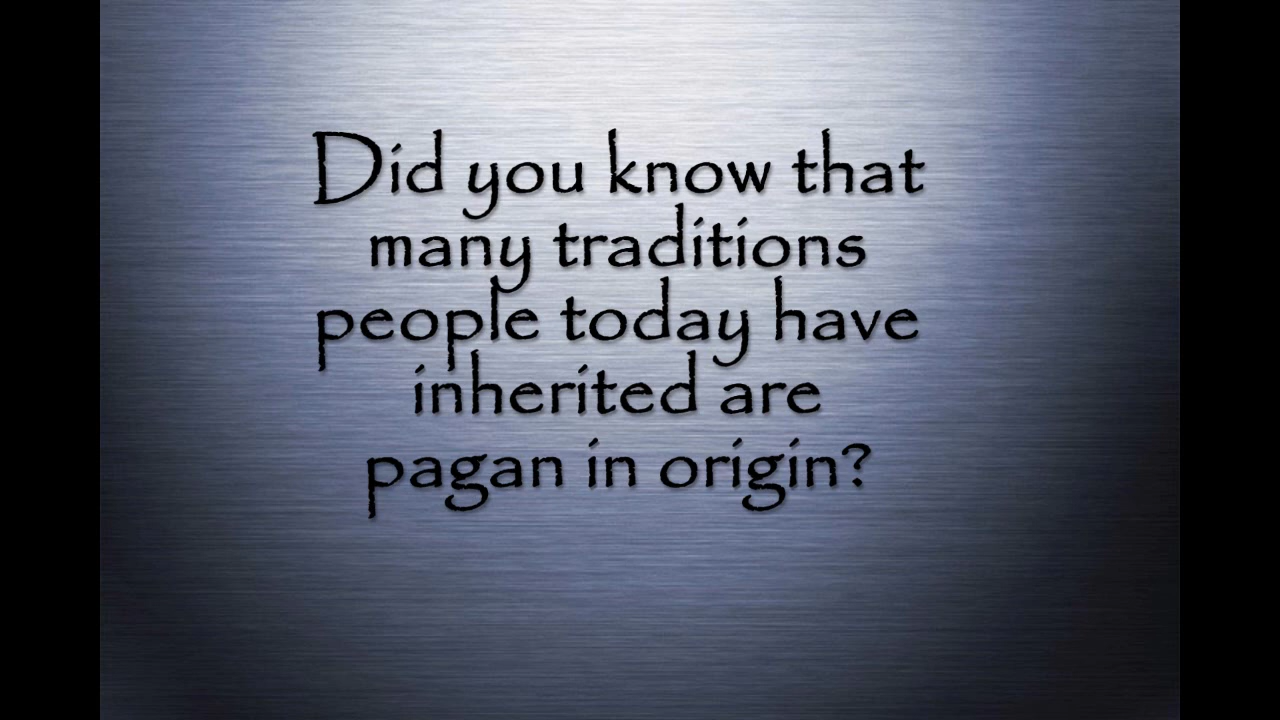 Did you know that
many traditions
people today have
inherited are
pagan in origin?